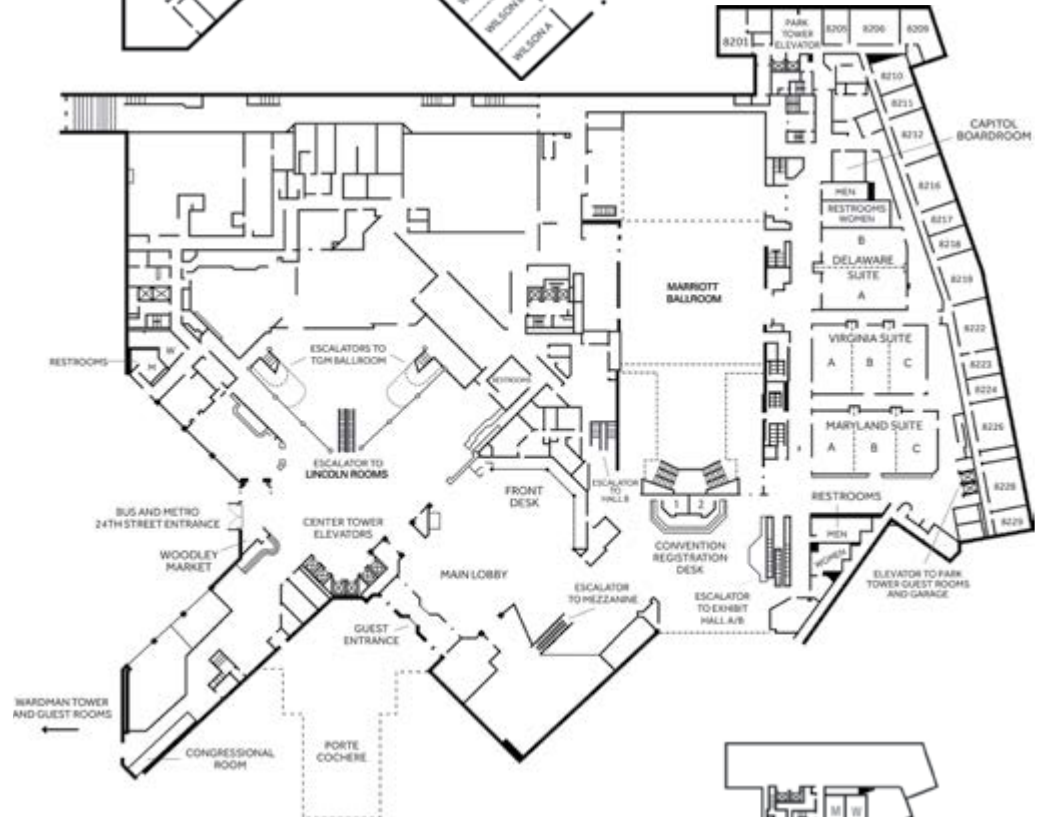 WILSON B
WILSON A
PARK
TOWER
ELEVATOR
8201
8205
8206
8209
8210
8211
8212
CAPITOL
BOARDROOM
MEN
RESTROOMS
WOMEN
8216
8217
8218
8219
B
DELAWARE
SUITE
A
MARRIOTT
BALLROOM
VIRGINIA SUITE
A B C
8222
8223
8224
MARYLAND SUITE
A B C
8226
8228
8229
RESTROOMS
MEN
WOMEN
ELEVATOR TO PARK
TOWER GUEST ROOMS
AND GARAGE
RESTROOMS
W
M
ESCALATORS TO
TGM BALLROOM
RESTROOMS
ESCALATOR TO
LINCOLN ROOMS
FRONT
DESK
ESCALATOR
TO
HALL B
1 2
CONVENTION
REGISTRATION
DESK
BUS AND METRO
24TH STREET ENTRANCE
CENTER TOWER
ELEVATORS
WOODLEY
MARKET
MAIN LOBBY
ESCALATOR
TO MEZZANINE
ESCALATOR
TO EXHIBIT
HALL A/B
GUEST
ENTRANCE
WARDMAN TOWER
AND GUEST ROOMS
CONGRESSIONAL
ROOM
PORTE
COCHERE
M W